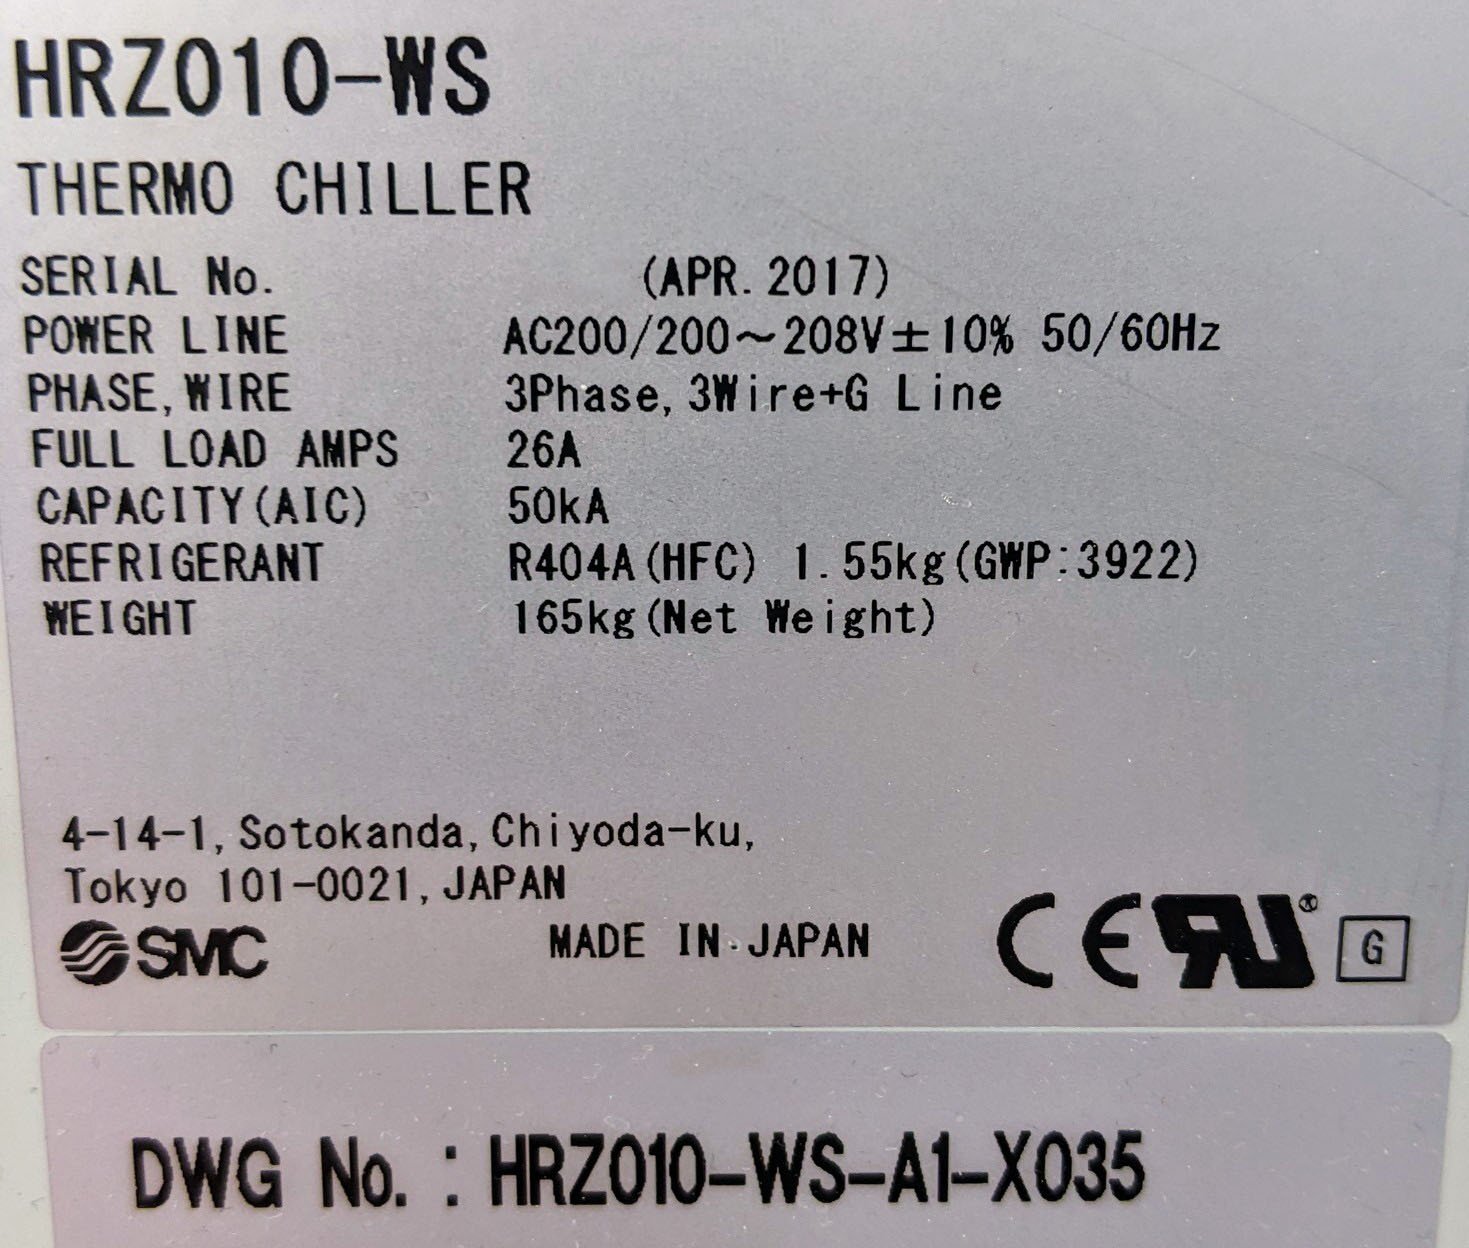 HRZ010-WS
THERMO CHILLER
SERIAL No. (APR. 2017)
POWER LINE AC200/200～208V±10% 50/60Hz
PHASE, WIRE 3Phase, 3Wire+G Line
FULL LOAD AMPS 26A
CAPACITY(AIC) 50kA
REFRIGERANT R404A(HFC) 1.55kg(GWP:3922)
WEIGHT 165kg(Net Weight)
4-14-1, Sotokanda, Chiyoda-ku,
Tokyo 101-0021, JAPAN
SMC MADE IN JAPAN CE RU® G
DWG No. : HRZ010-WS-A1-X035